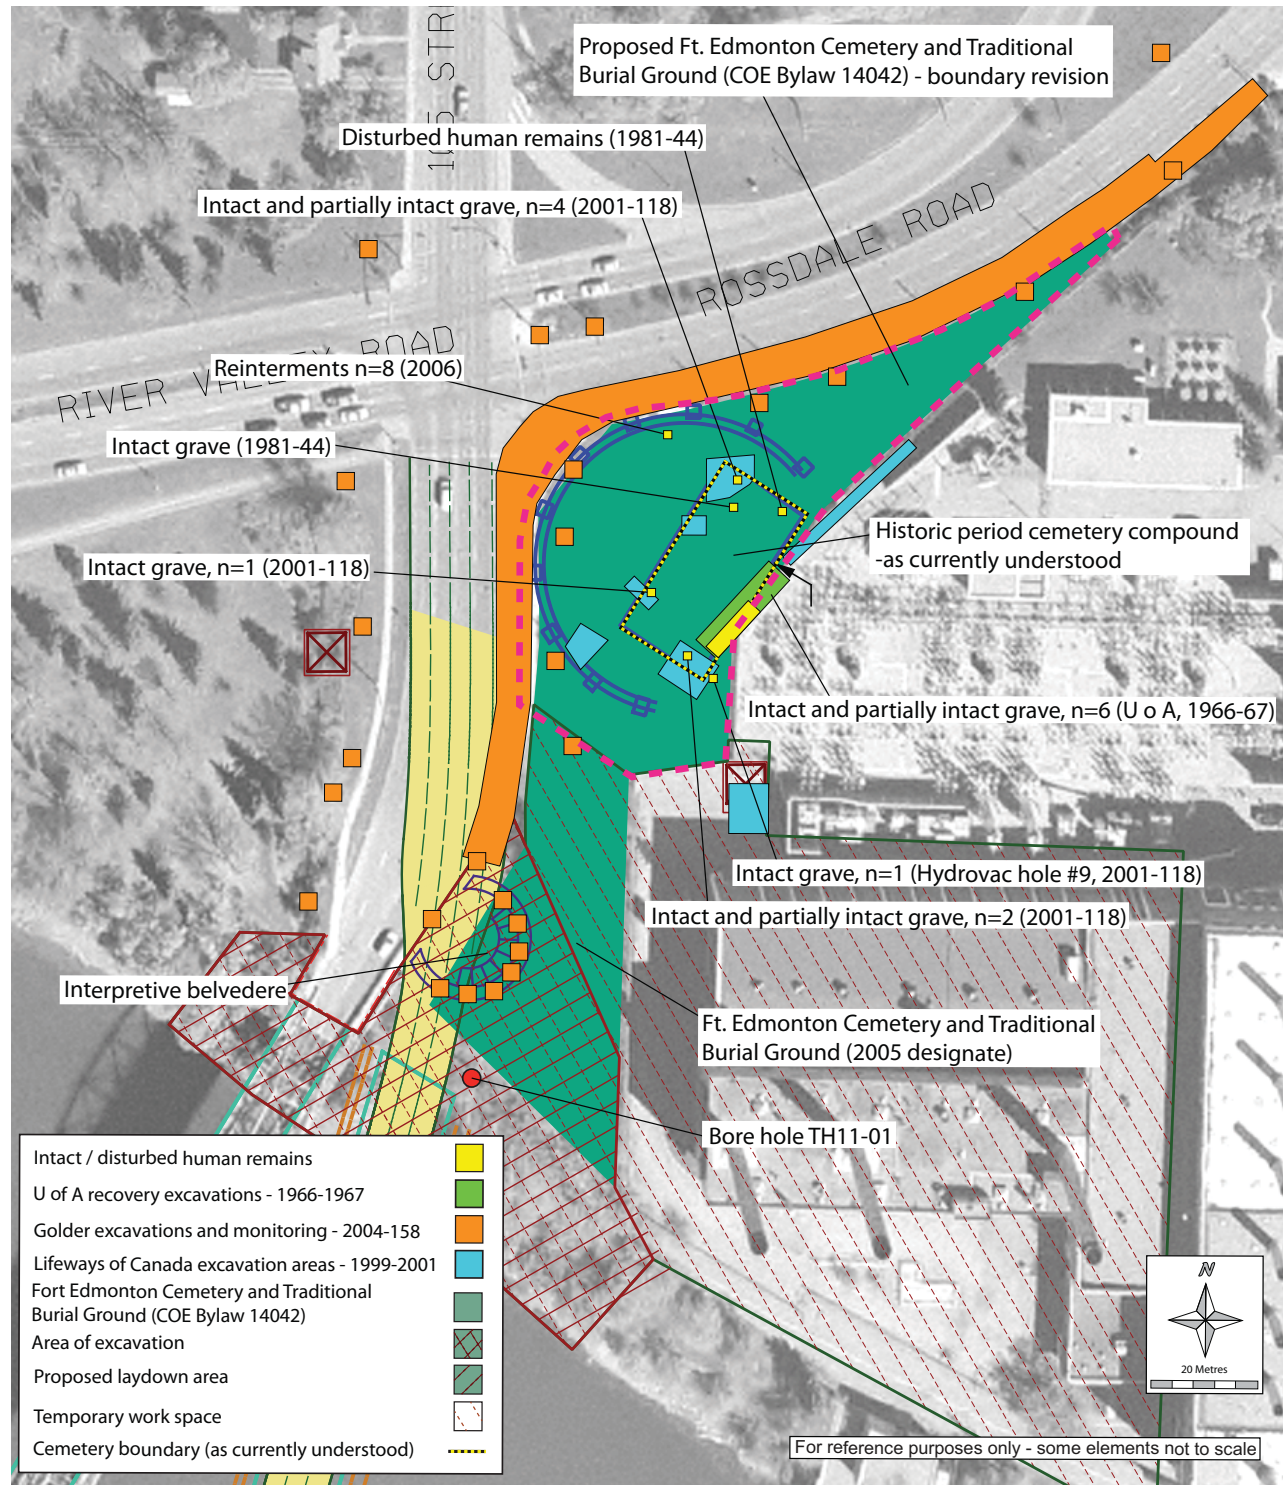 105 STRE
Proposed Ft. Edmonton Cemetery and Traditional
Burial Ground (COE Bylaw 14042) - boundary revision
Disturbed human remains (1981-44)
Intact and partially intact grave, n=4 (2001-118)
ROSSDALE ROAD
RIVER VALLEY ROAD
Reinterments n=8 (2006)
Intact grave (1981-44)
Historic period cemetery compound
-as currently understood
Intact grave, n=1 (2001-118)
Intact and partially intact grave, n=6 (U o A, 1966-67)
Intact grave, n=1 (Hydrovac hole #9, 2001-118)
Intact and partially intact grave, n=2 (2001-118)
Interpretive belvedere
Ft. Edmonton Cemetery and Traditional
Burial Ground (2005 designate)
Bore hole TH11-01
Intact / disturbed human remains
U of A recovery excavations - 1966-1967
Golder excavations and monitoring - 2004-158
Lifeways of Canada excavation areas - 1999-2001
Fort Edmonton Cemetery and Traditional
Burial Ground (COE Bylaw 14042)
Area of excavation
Proposed laydown area
Temporary work space
Cemetery boundary (as currently understood)
N
20 Metres
For reference purposes only - some elements not to scale